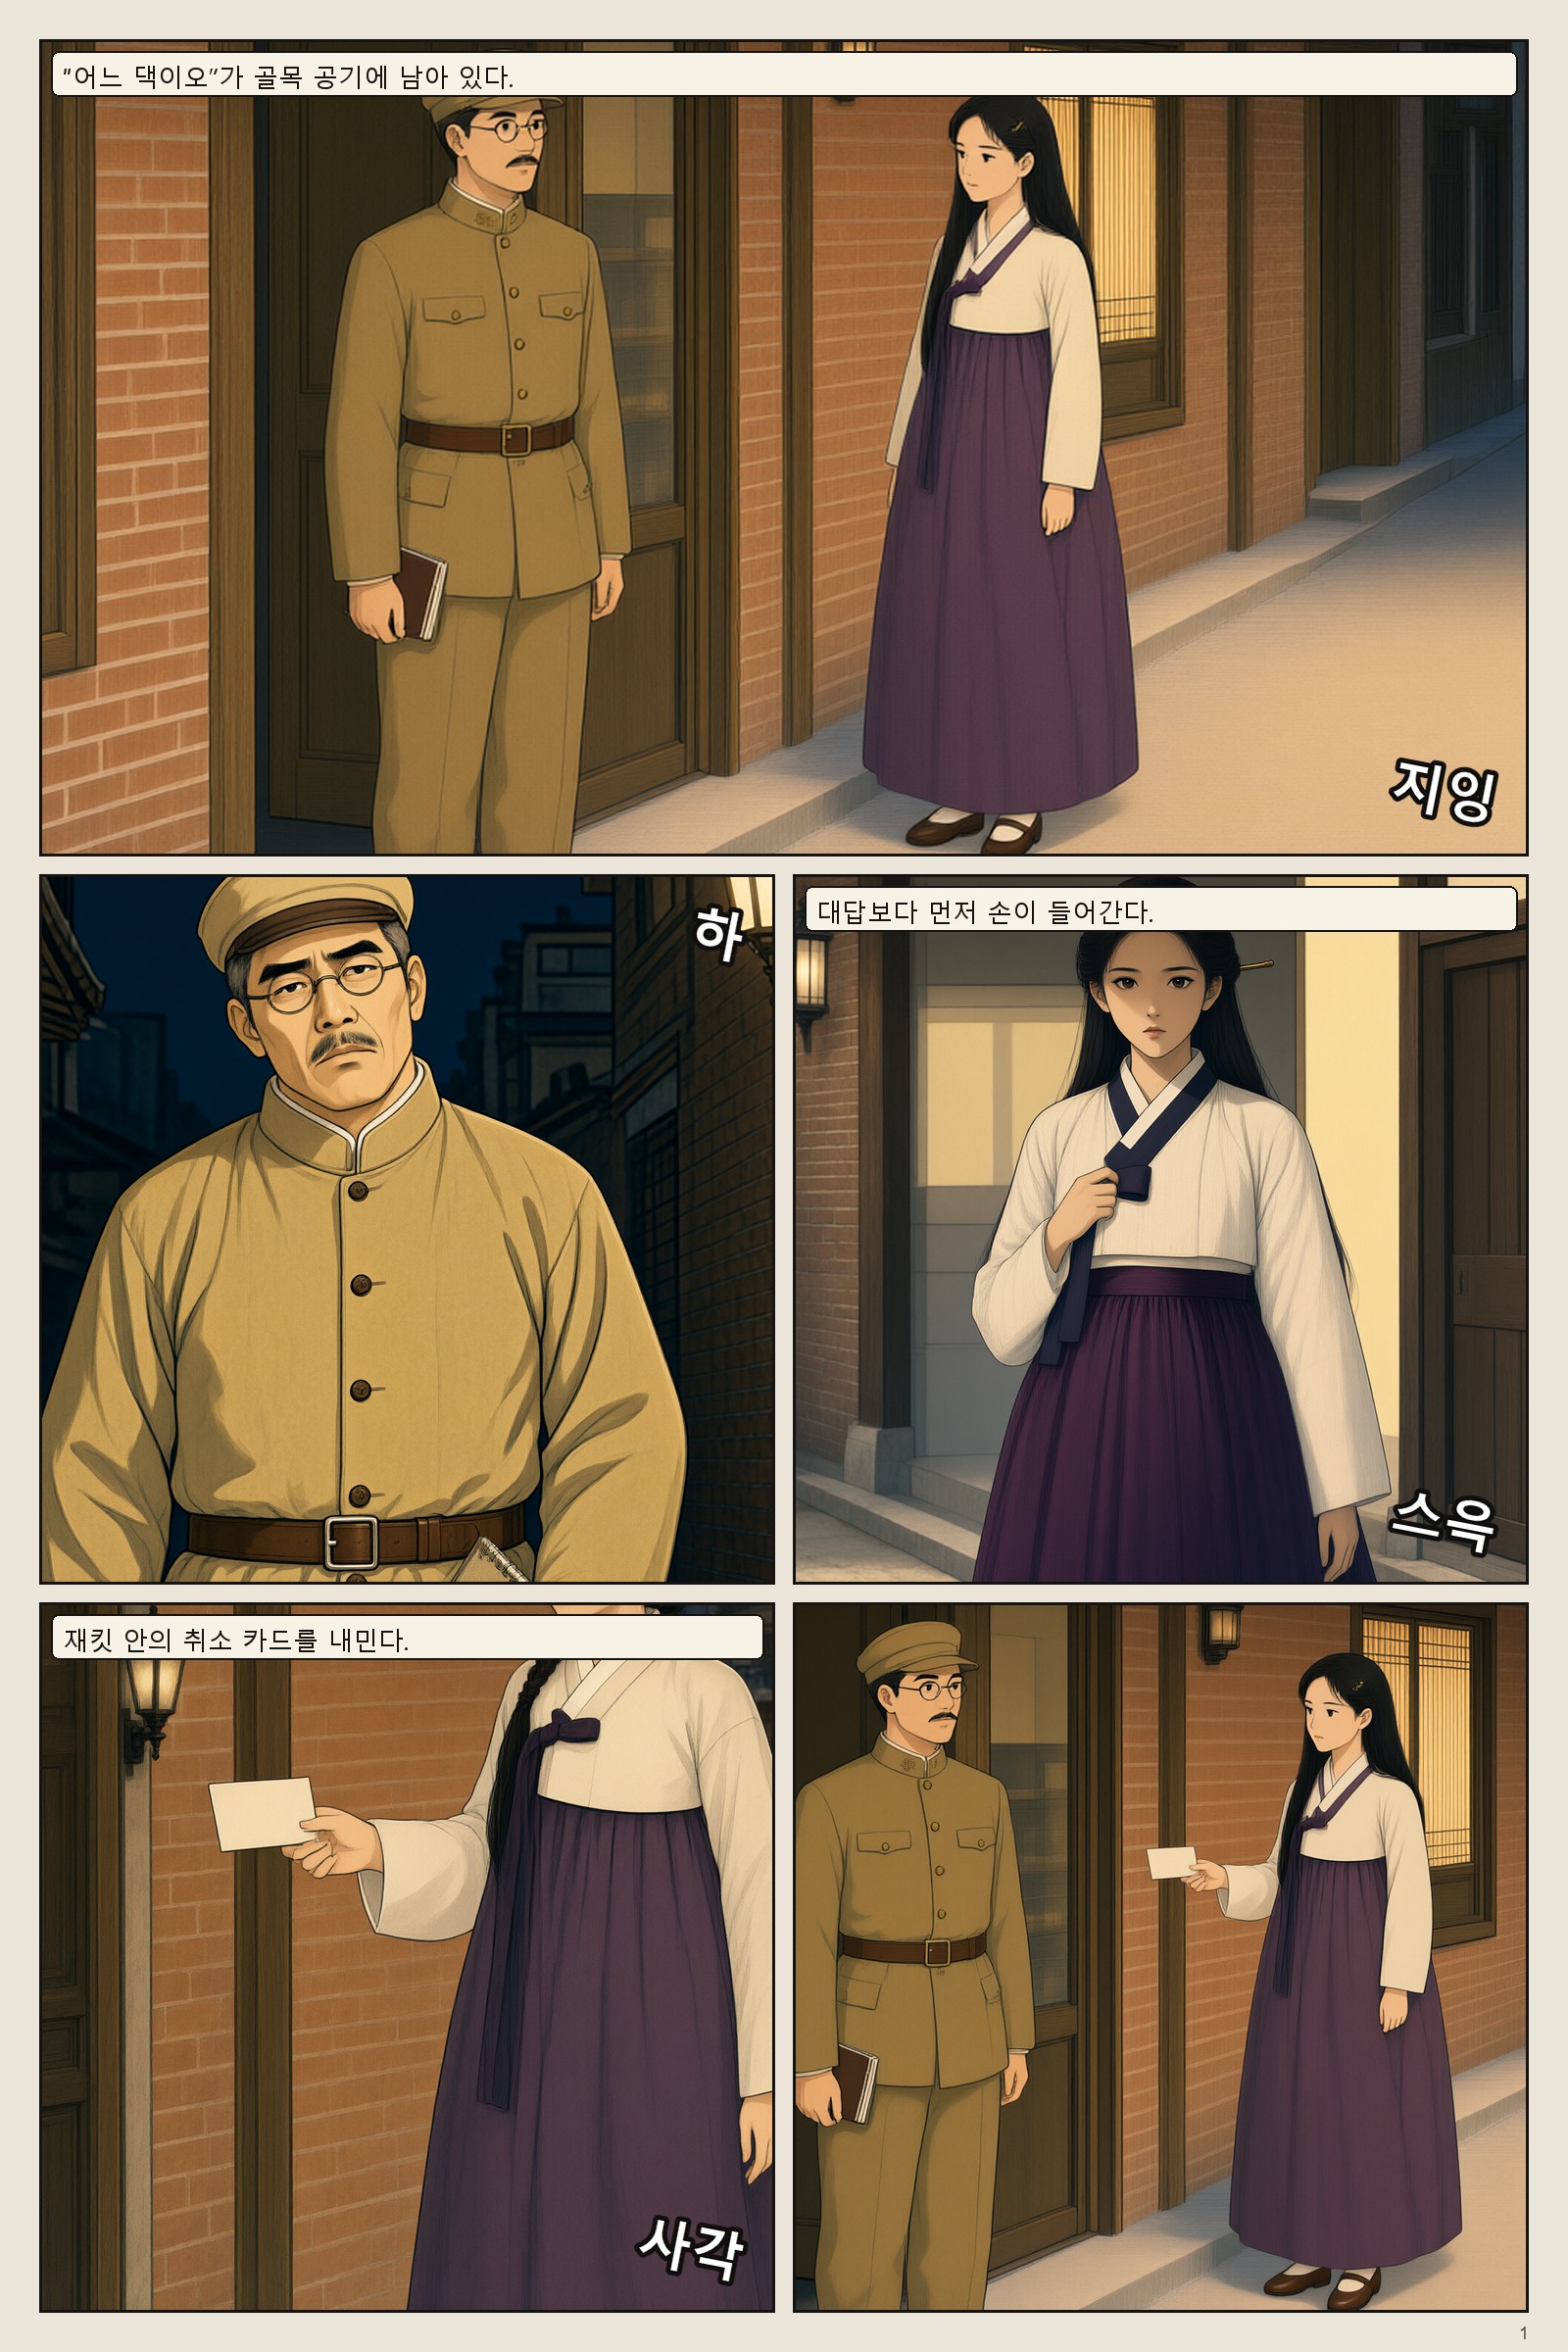 "어느 댁이오"가 골목 공기에 남아 있다.
지잉
하
대답보다 먼저 손이 들어간다.
스윽
재킷 안의 취소 카드를 내민다.
사각
1